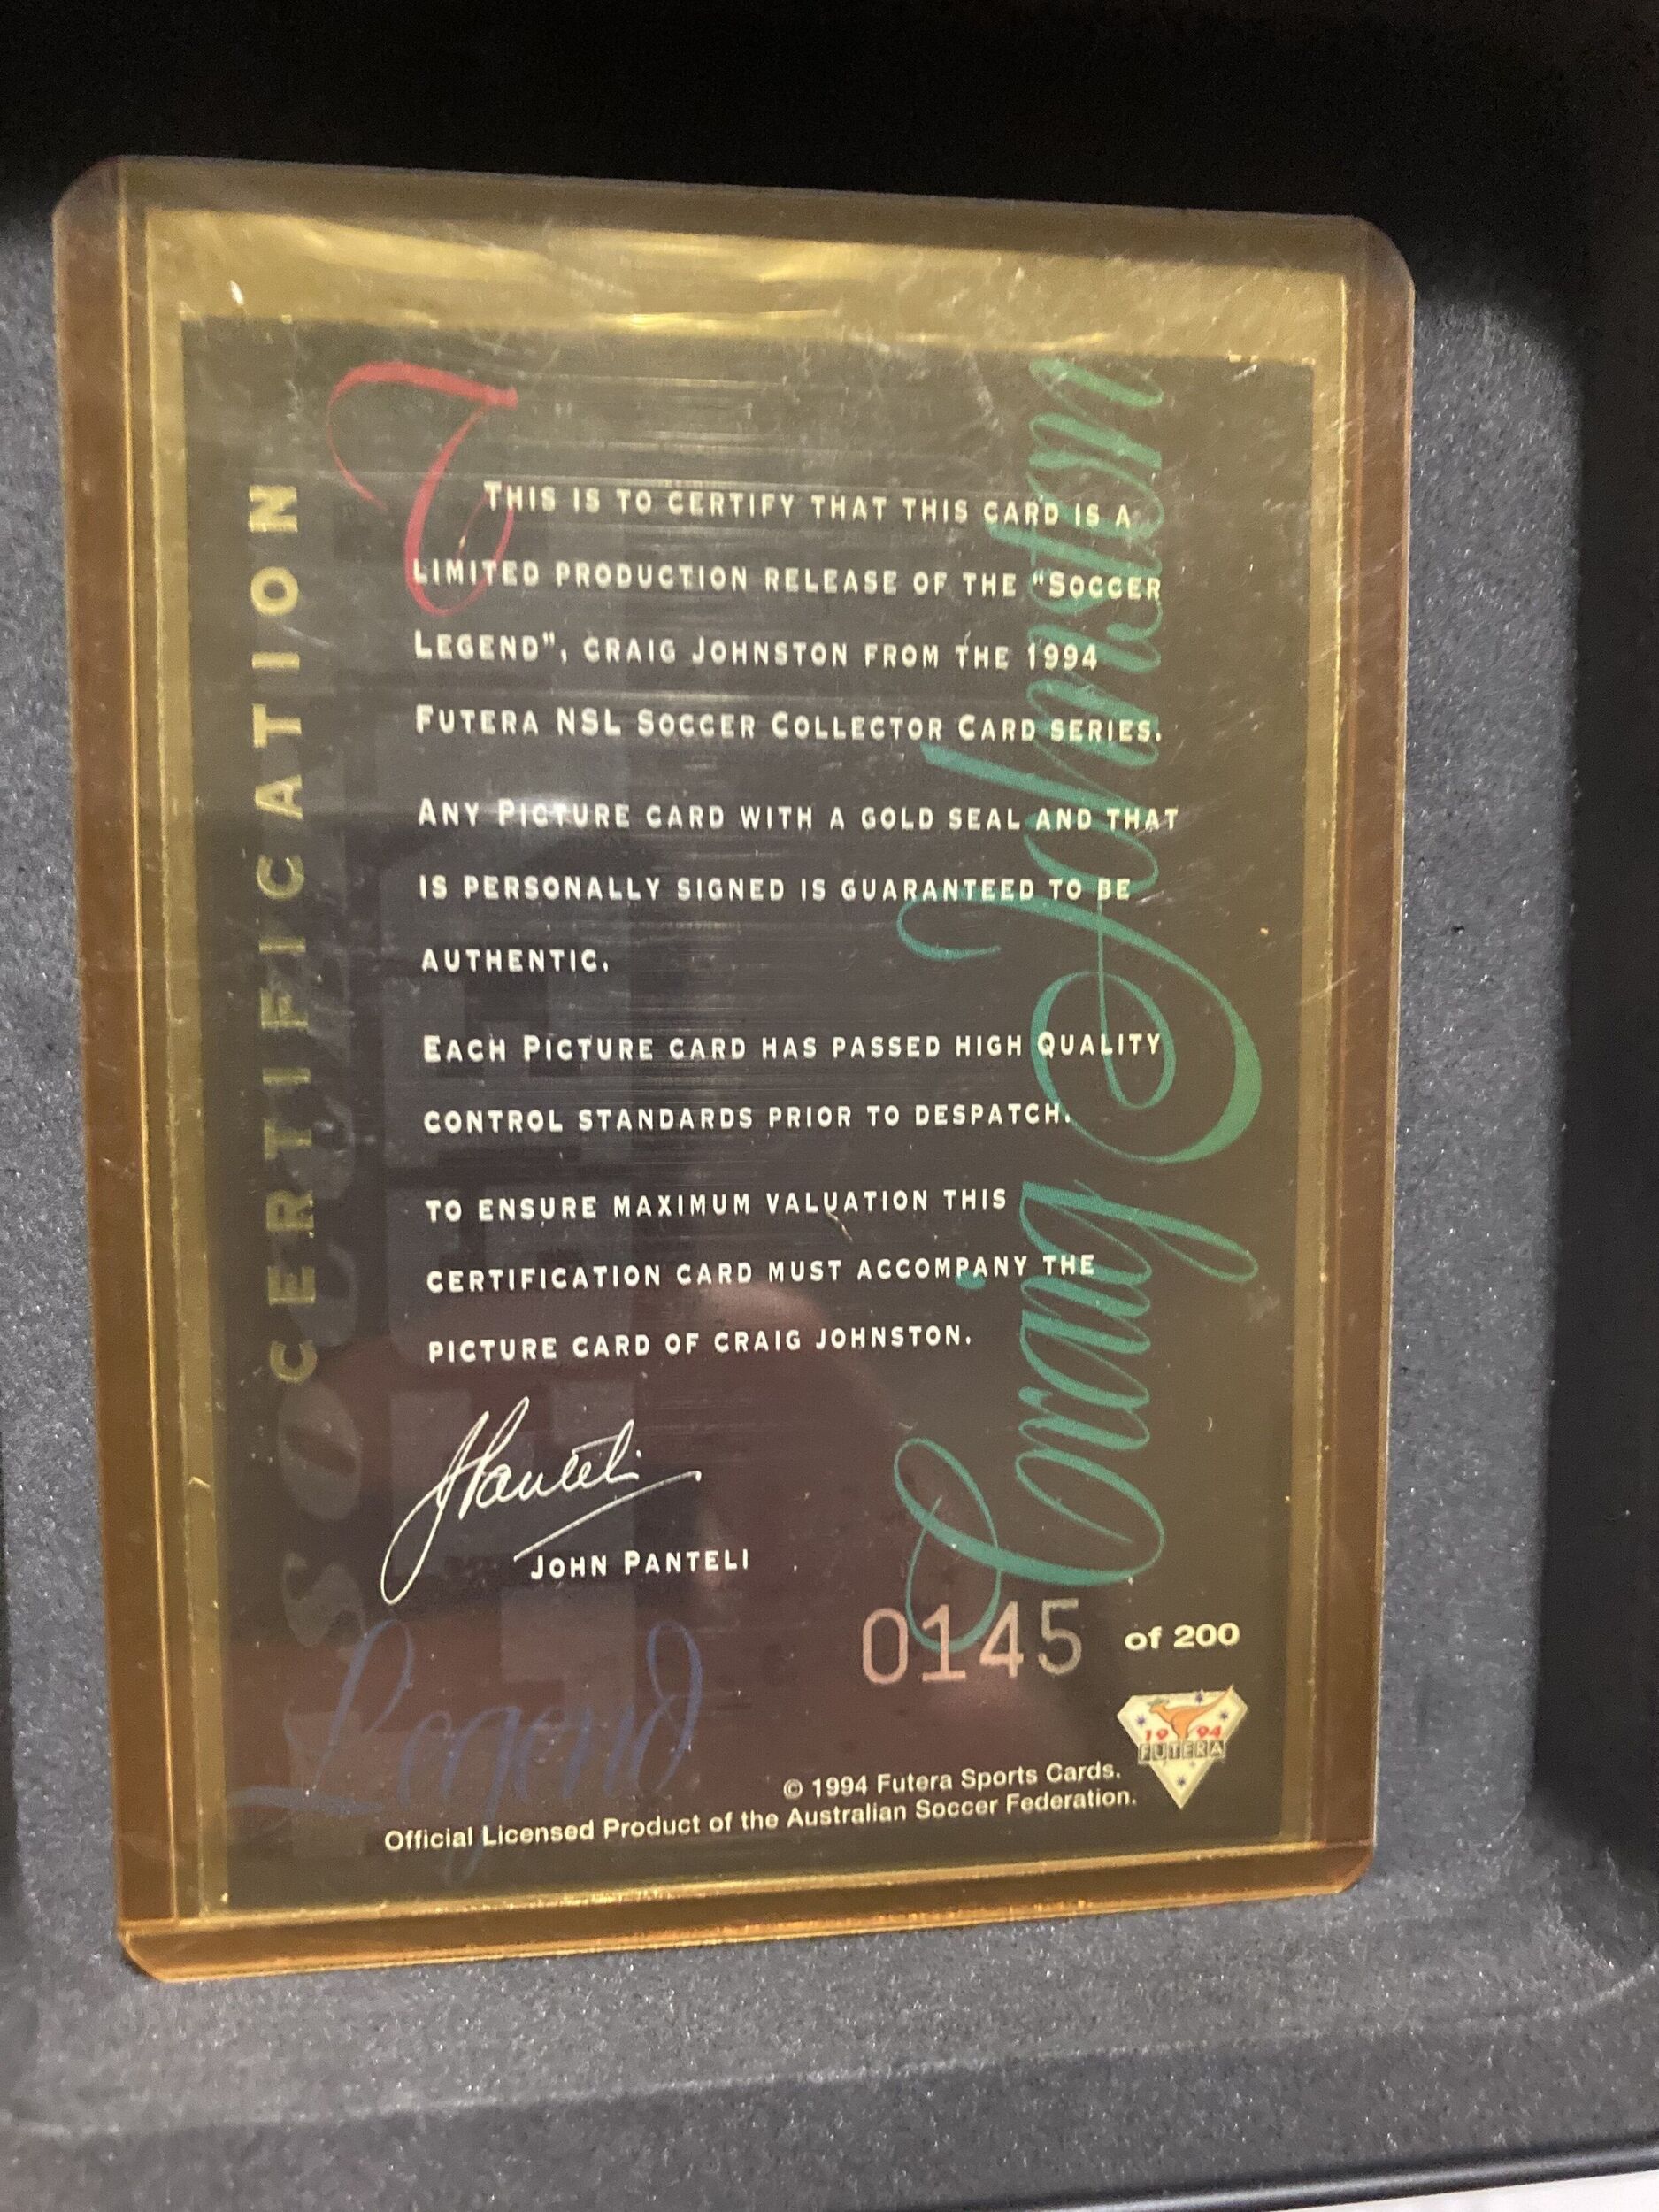 CERTIFICATION
THIS IS TO CERTIFY THAT THIS CARD IS A
LIMITED PRODUCTION RELEASE OF THE "SOCCER
LEGEND", CRAIG JOHNSTON FROM THE 1994
FUTERA NSL SOCCER COLLECTOR CARD SERIES.
ANY PICTURE CARD WITH A GOLD SEAL AND THAT
IS PERSONALLY SIGNED IS GUARANTEED TO BE
AUTHENTIC.
EACH PICTURE CARD HAS PASSED HIGH QUALITY
CONTROL STANDARDS PRIOR TO DESPATCH.
TO ENSURE MAXIMUM VALUATION THIS
CERTIFICATION CARD MUST ACCOMPANY THE
PICTURE CARD OF CRAIG JOHNSTON.
Craig Johnston
JPanteli
JOHN PANTELI
0145 of 200
SOCCER
Legend
1994
FUTERA
© 1994 Futera Sports Cards.
Official Licensed Product of the Australian Soccer Federation.